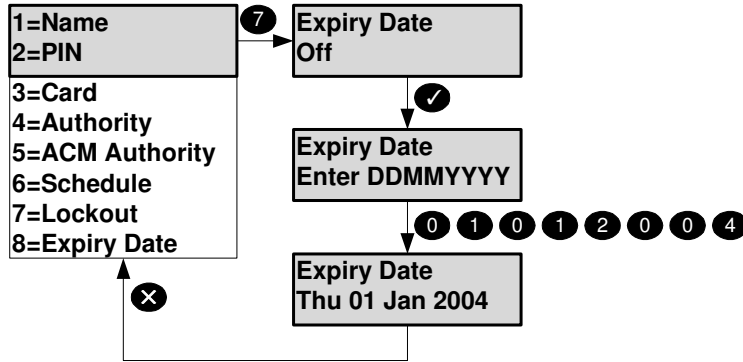 1=Name
2=PIN
3=Card
4=Authority
5=ACM Authority
6=Schedule
7=Lockout
8=Expiry Date
7
Expiry Date
Off
✓
Expiry Date
Enter DDMMYYYY
0 1 0 1 2 0 0 4
Expiry Date
Thu 01 Jan 2004
✕